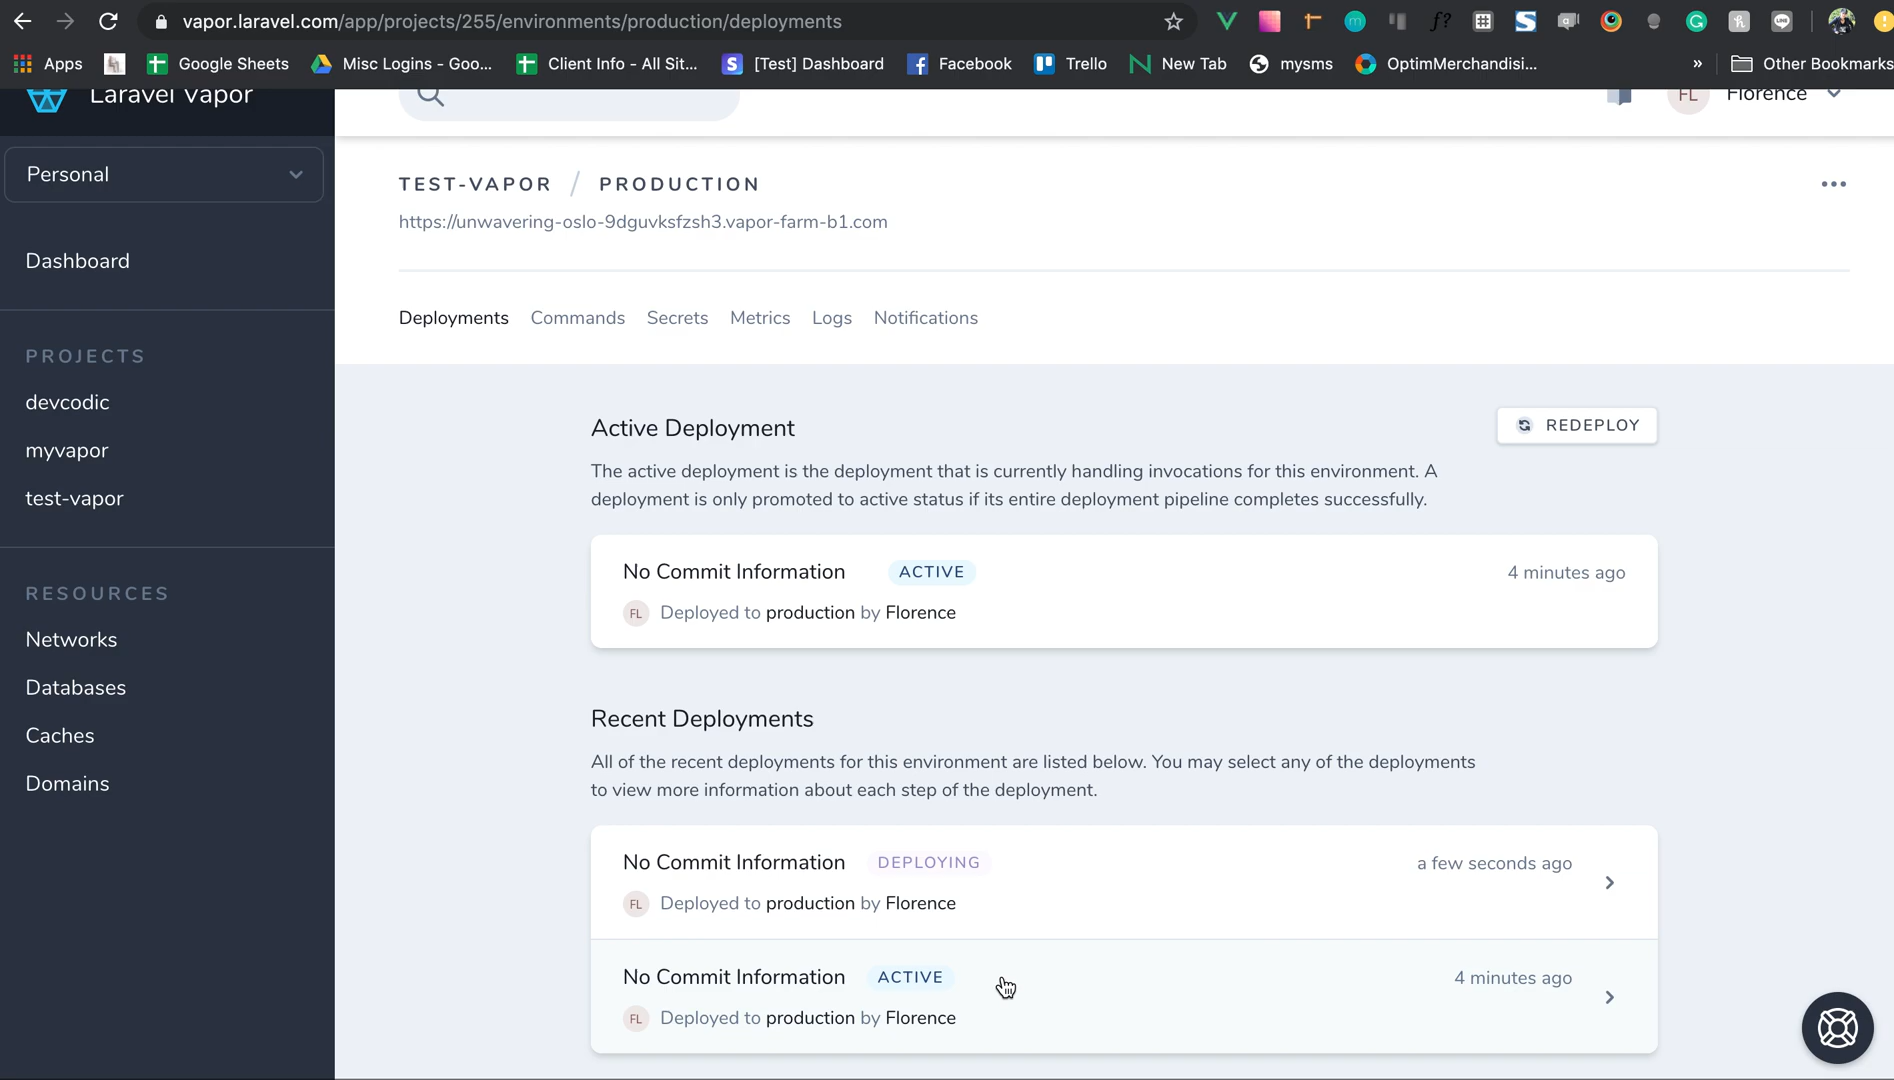 vapor.laravel.com/app/projects/255/environments/production/deployments
Apps
Google Sheets
Misc Logins - Goo...
Client Info - All Sit...
[Test] Dashboard
Facebook
Trello
New Tab
mysms
OptimMerchandisi...
»
Other Bookmarks
Laravel Vapor
FL
Florence
Personal
Dashboard
PROJECTS
devcodic
myvapor
test-vapor
RESOURCES
Networks
Databases
Caches
Domains
TEST-VAPOR / PRODUCTION
https://unwavering-oslo-9dguvksfzsh3.vapor-farm-b1.com
Deployments Commands Secrets Metrics Logs Notifications
Active Deployment
REDEPLOY
The active deployment is the deployment that is currently handling invocations for this environment. A
deployment is only promoted to active status if its entire deployment pipeline completes successfully.
No Commit Information ACTIVE 4 minutes ago
FL Deployed to production by Florence
Recent Deployments
All of the recent deployments for this environment are listed below. You may select any of the deployments
to view more information about each step of the deployment.
No Commit Information DEPLOYING a few seconds ago
FL Deployed to production by Florence
No Commit Information ACTIVE 4 minutes ago
FL Deployed to production by Florence